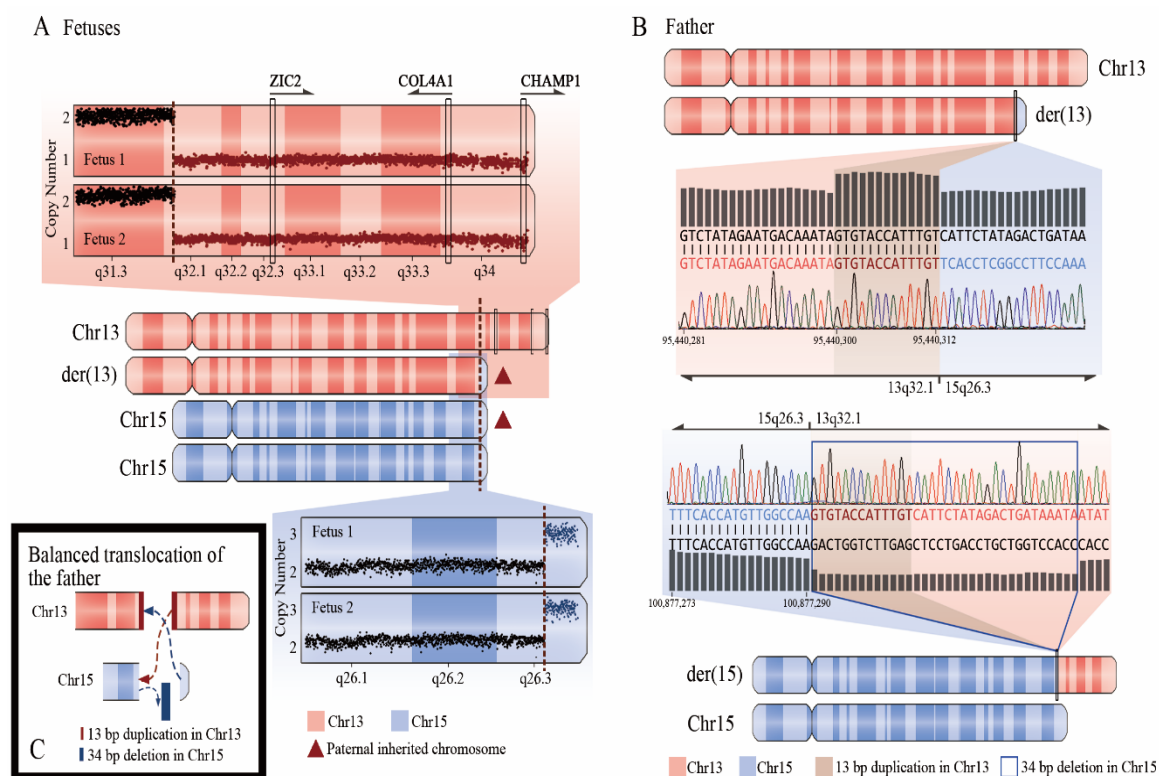 A Fetuses
ZIC2
COL4A1
CHAMP1
Copy Number
2
1
Fetus 1
2
1
Fetus 2
q31.3
q32.1
q32.2
q32.3
q33.1
q33.2
q33.3
q34
Chr13
der(13)
Chr15
Chr15
Copy Number
3
2
Fetus 1
3
2
Fetus 2
q26.1
q26.2
q26.3
Chr13
Chr15
Paternal inherited chromosome
B Father
Chr13
der(13)
GTCTATAGAATGACAAATAGTGTACCATTTGTCATTCTATAGACTGATAA
GTCTATAGAATGACAAATAGTGTACCATTTGTTCACCTCGGCCTTCCAAA
95,440,281
95,440,300
95,440,312
13q32.1
15q26.3
15q26.3
13q32.1
TTTCACCATGTTGGCCAAGTGTACCATTTGTCATTCTATAGACTGATAAATAATAT
TTTCACCATGTTGGCCAAGACTGGTCTTGAGCTCCTGACCTGCTGGTCCACCCACC
100,877,273
100,877,290
der(15)
Chr15
Chr13
Chr15
13 bp duplication in Chr13
34 bp deletion in Chr15
Balanced translocation of
the father
Chr13
Chr15
13 bp duplication in Chr13
34 bp deletion in Chr15
C